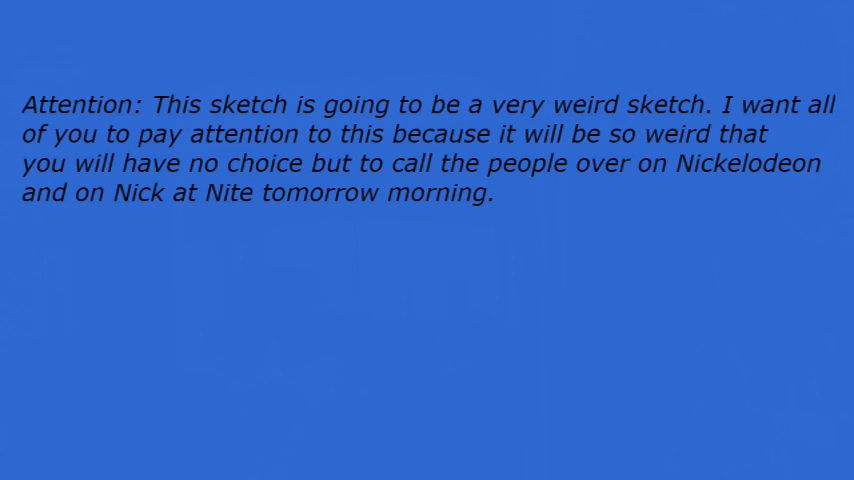 Attention: This sketch is going to be a very weird sketch. I want all
of you to pay attention to this because it will be so weird that
you will have no choice but to call the people over on Nickelodeon
and on Nick at Nite tomorrow morning.